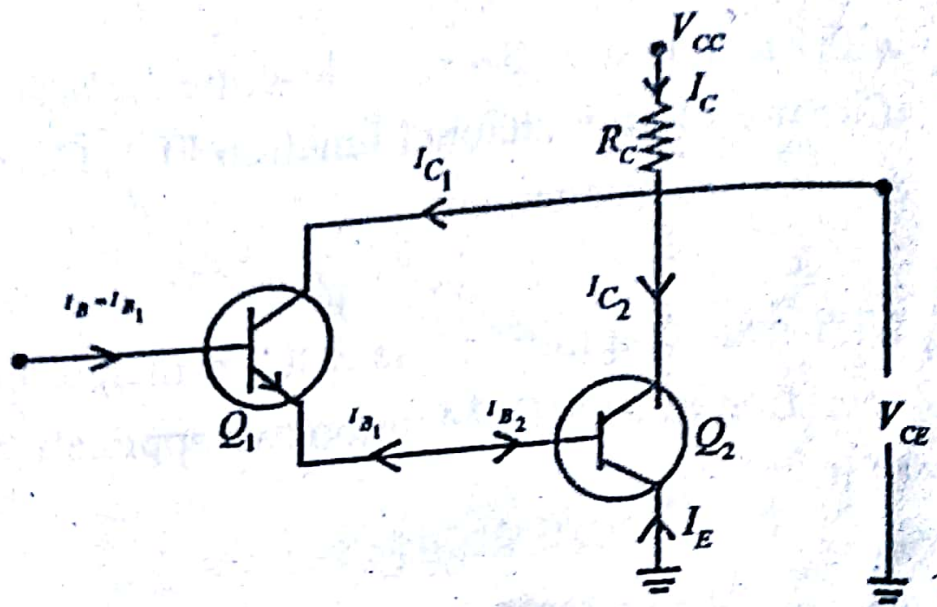 V_CC
I_C
R_C
I_C1
I_C2
I_B = I_B1
I_B1
I_B2
Q_1
Q_2
V_CE
I_E